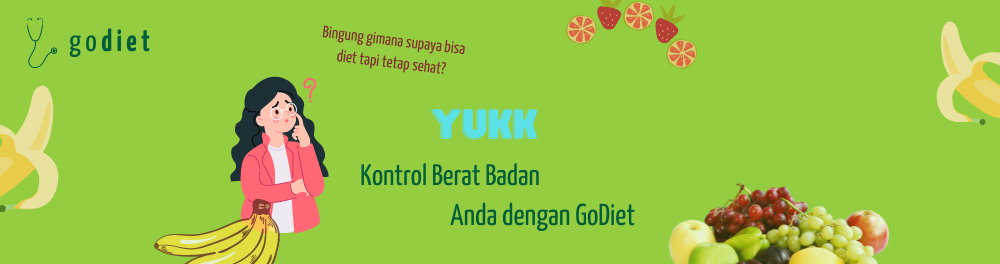 godiet
Bingung gimana supaya bisa
diet tapi tetap sehat?
?
YUKK
Kontrol Berat Badan
Anda dengan GoDiet